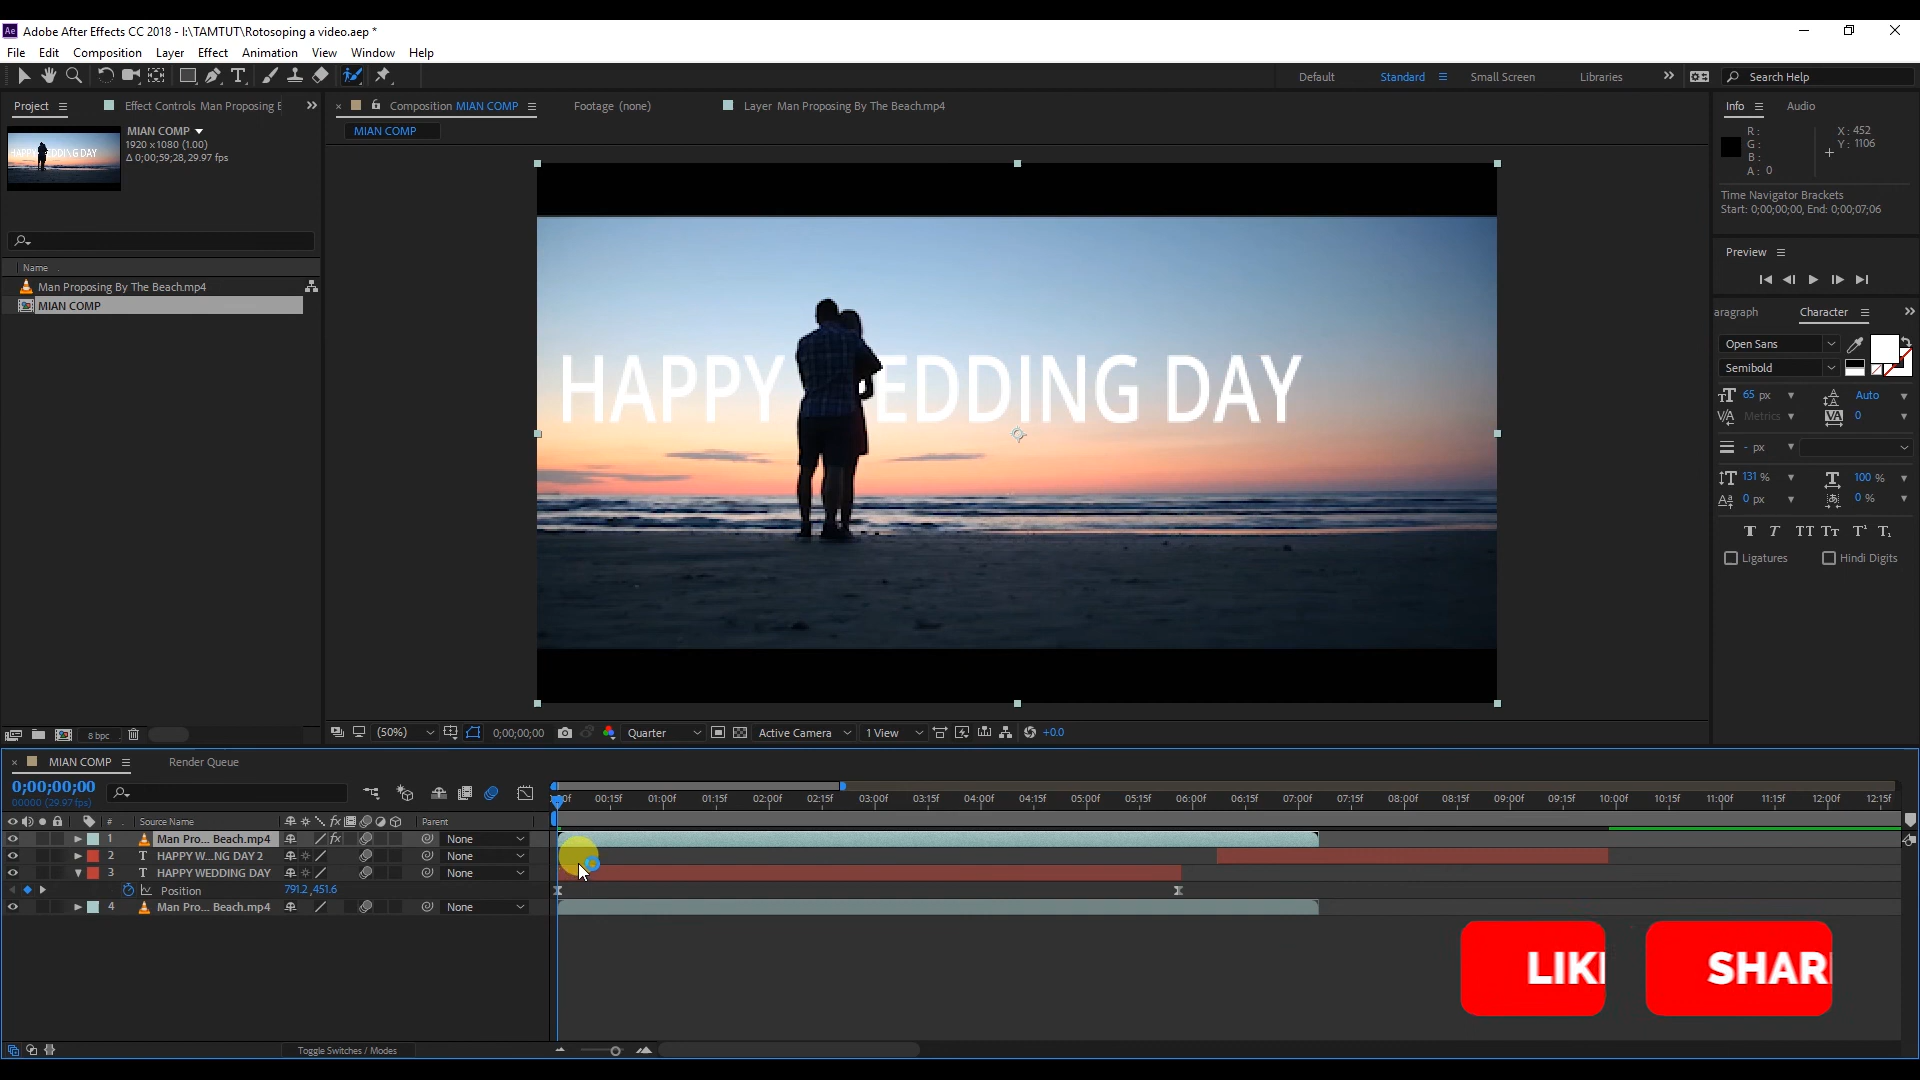 Ae Adobe After Effects CC 2018 - I:\TAMTUT\Rotosoping a video.aep *
File Edit Composition Layer Effect Animation View Window Help
Default Standard Small Screen Libraries Search Help
Project Effect Controls Man Proposing E Composition MIAN COMP Footage (none) Layer Man Proposing By The Beach.mp4 Info Audio
MIAN COMP
1920 x 1080 (1.00)
Δ 0;00;59;28, 29.97 fps
MIAN COMP
R:
G:
B:
A: 0
X: 452
Y: 1106
Time Navigator Brackets
Start: 0;00;00;00, End: 0;00;07;06
Preview
Name
Man Proposing By The Beach.mp4
MIAN COMP
HAPPY EDDING DAY
aragraph Character
Open Sans
Semibold
65 px Auto
Metrics 0
- px
131 % 100 %
0 px 0 %
Ligatures Hindi Digits
8 bpc
(50%) 0;00;00;00 Quarter Active Camera 1 View +0.0
MIAN COMP Render Queue
0;00;00;00
00000 (29.97 fps)
00:15f 01:00f 01:15f 02:00f 02:15f 03:00f 03:15f 04:00f 04:15f 05:00f 05:15f 06:00f 06:15f 07:00f 07:15f 08:00f 08:15f 09:00f 09:15f 10:00f 10:15f 11:00f 11:15f 12:00f 12:15f
# Source Name Parent
1 Man Pro... Beach.mp4 None
2 HAPPY W...NG DAY 2 None
3 HAPPY WEDDING DAY None
Position 791.2,451.6
4 Man Pro... Beach.mp4 None
LIK SHAR
Toggle Switches / Modes